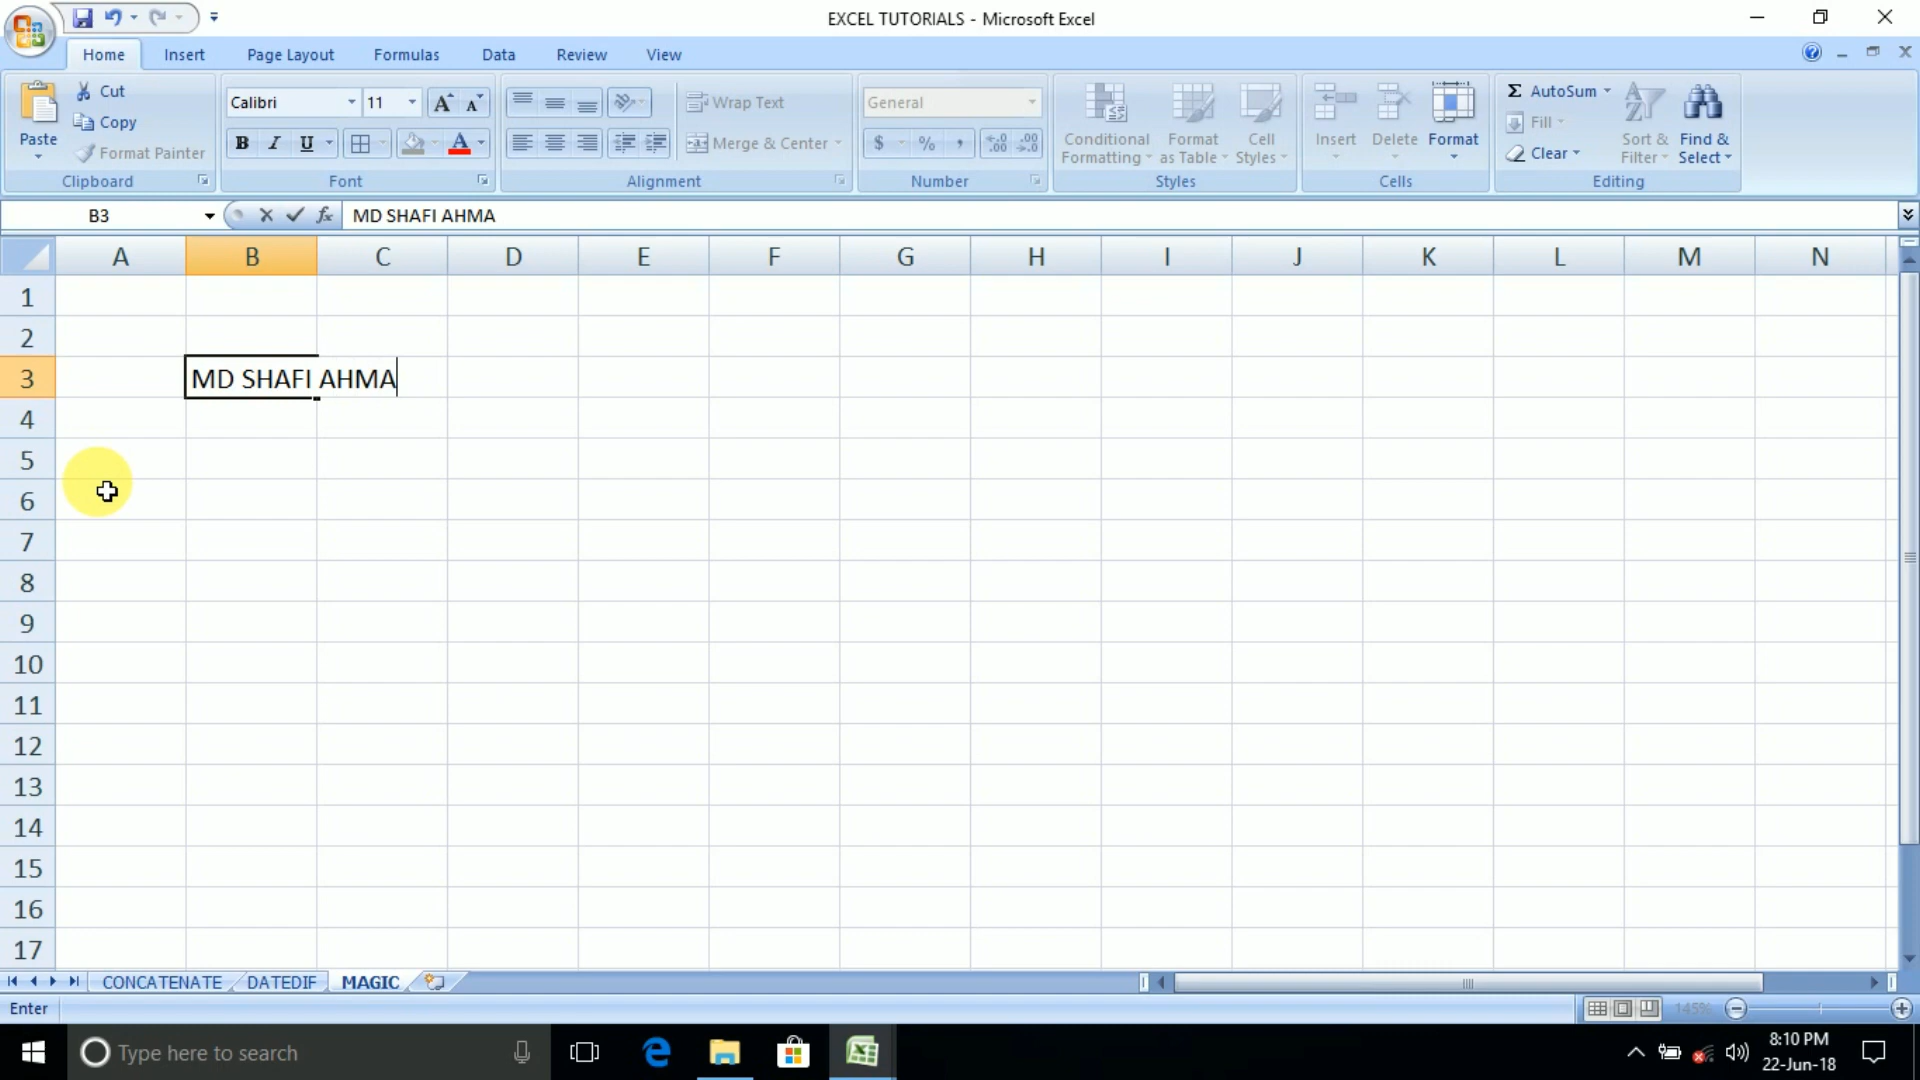 EXCEL TUTORIALS - Microsoft Excel
Home Insert Page Layout Formulas Data Review View
Paste
Cut
Copy
Format Painter
Clipboard
Calibri 11
B I U
Font
Wrap Text
Merge & Center
Alignment
General
$ % ,
Number
Conditional Formatting
Format as Table
Cell Styles
Styles
Insert Delete Format
Cells
Σ AutoSum
Fill
Clear
Sort & Filter
Find & Select
Editing
B3 fx MD SHAFI AHMA
A B C D E F G H I J K L M N
1
2
3 MD SHAFI AHMA
4
5
6
7
8
9
10
11
12
13
14
15
16
17
CONCATENATE DATEDIF MAGIC
Enter 145%
Type here to search
8:10 PM
22-Jun-18